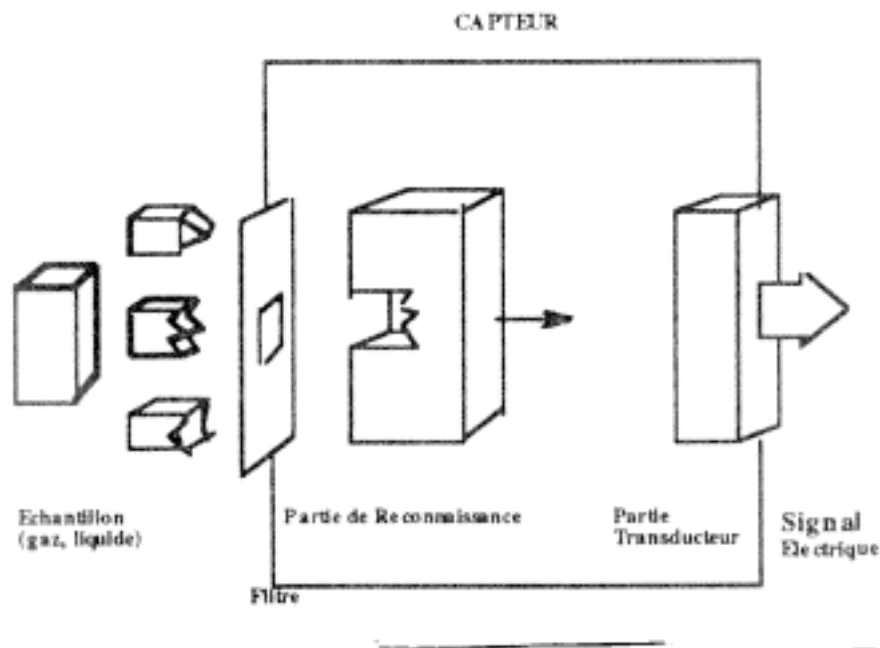 CAPTEUR
Echantillon
(gaz, liquide)
Partie de Reconnaissance
Partie
Transducteur
Signal
Electrique
Filtre